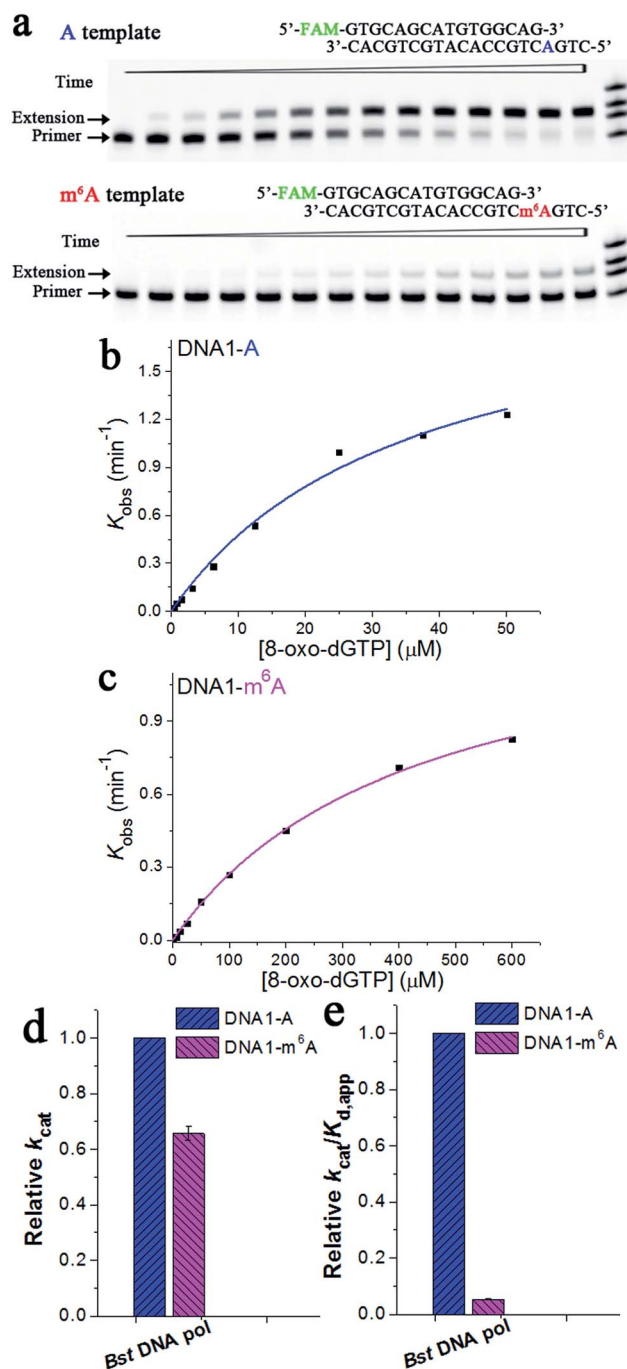 a
A template
5'-FAM-GTGCAGCATGTGGCAG-3'
3'-CACGTCGTACACCGTCAGTC-5'
Time
Extension
Primer
m⁶A template
5'-FAM-GTGCAGCATGTGGCAG-3'
3'-CACGTCGTACACCGTCm⁶AGTC-5'
Time
Extension
Primer
b
DNA1-A
1.5
1.2
0.9
0.6
0.3
0.0
Kobs (min⁻¹)
0 10 20 30 40 50
[8-oxo-dGTP] (μM)
c
DNA1-m⁶A
0.9
0.6
0.3
0.0
Kobs (min⁻¹)
0 100 200 300 400 500 600
[8-oxo-dGTP] (μM)
d
DNA1-A
DNA1-m⁶A
1.0
0.8
0.6
0.4
0.2
0.0
Relative kcat
Bst DNA pol
e
DNA1-A
DNA1-m⁶A
1.0
0.8
0.6
0.4
0.2
0.0
Relative kcat/Kd,app
Bst DNA pol